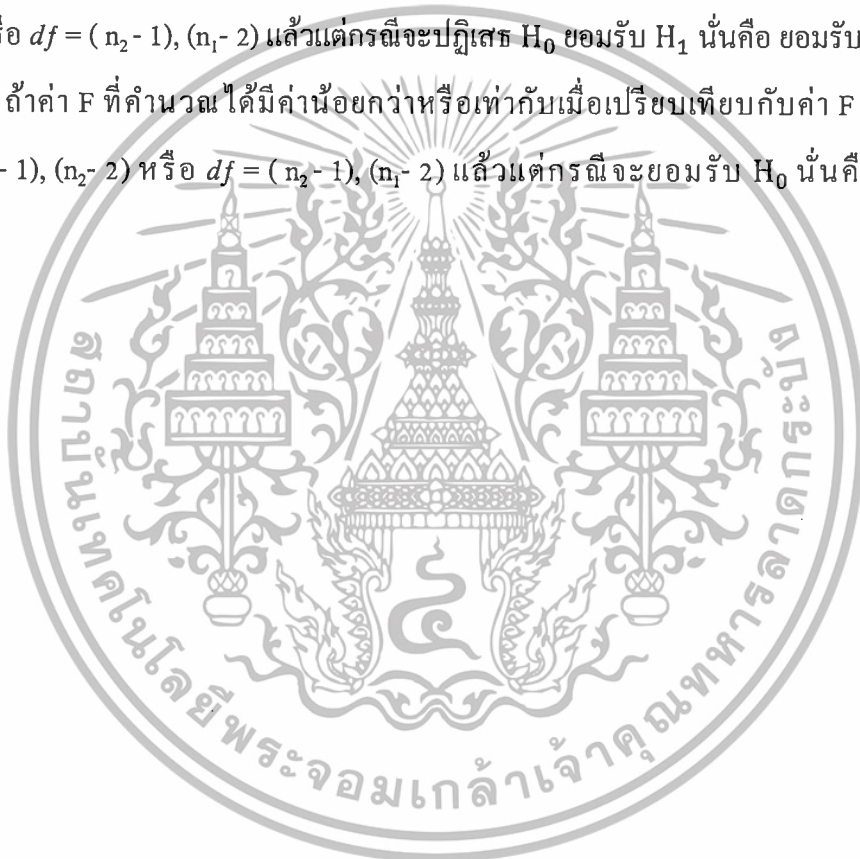 รือ df = ( n₂ - 1), (n₁- 2) แล้วแต่กรณีจะปฏิเสธ H₀ ยอมรับ H₁ นั่นคือ ยอมรับ
ถ้าค่า F ที่คำนวณได้มีค่าน้อยกว่าหรือเท่ากับเมื่อเปรียบเทียบกับค่า F
- 1), (n₂- 2) หรือ df = ( n₂ - 1), (n₁- 2) แล้วแต่กรณีจะยอมรับ H₀ นั่นคื
สถาบันเทคโนโลยีพระจอมเกล้าเจ้าคุณทหารลาดกระบัง